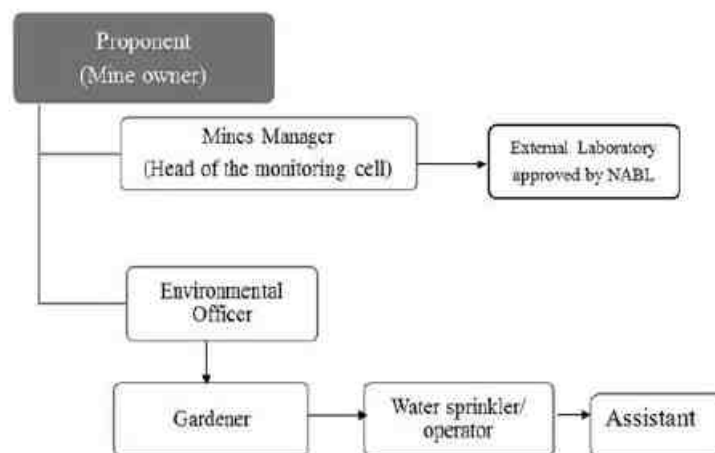 Proponent
(Mine owner)
Mines Manager
(Head of the monitoring cell)
External Laboratory
approved by NABL
Environmental
Officer
Gardener
Water sprinkler/
operator
Assistant